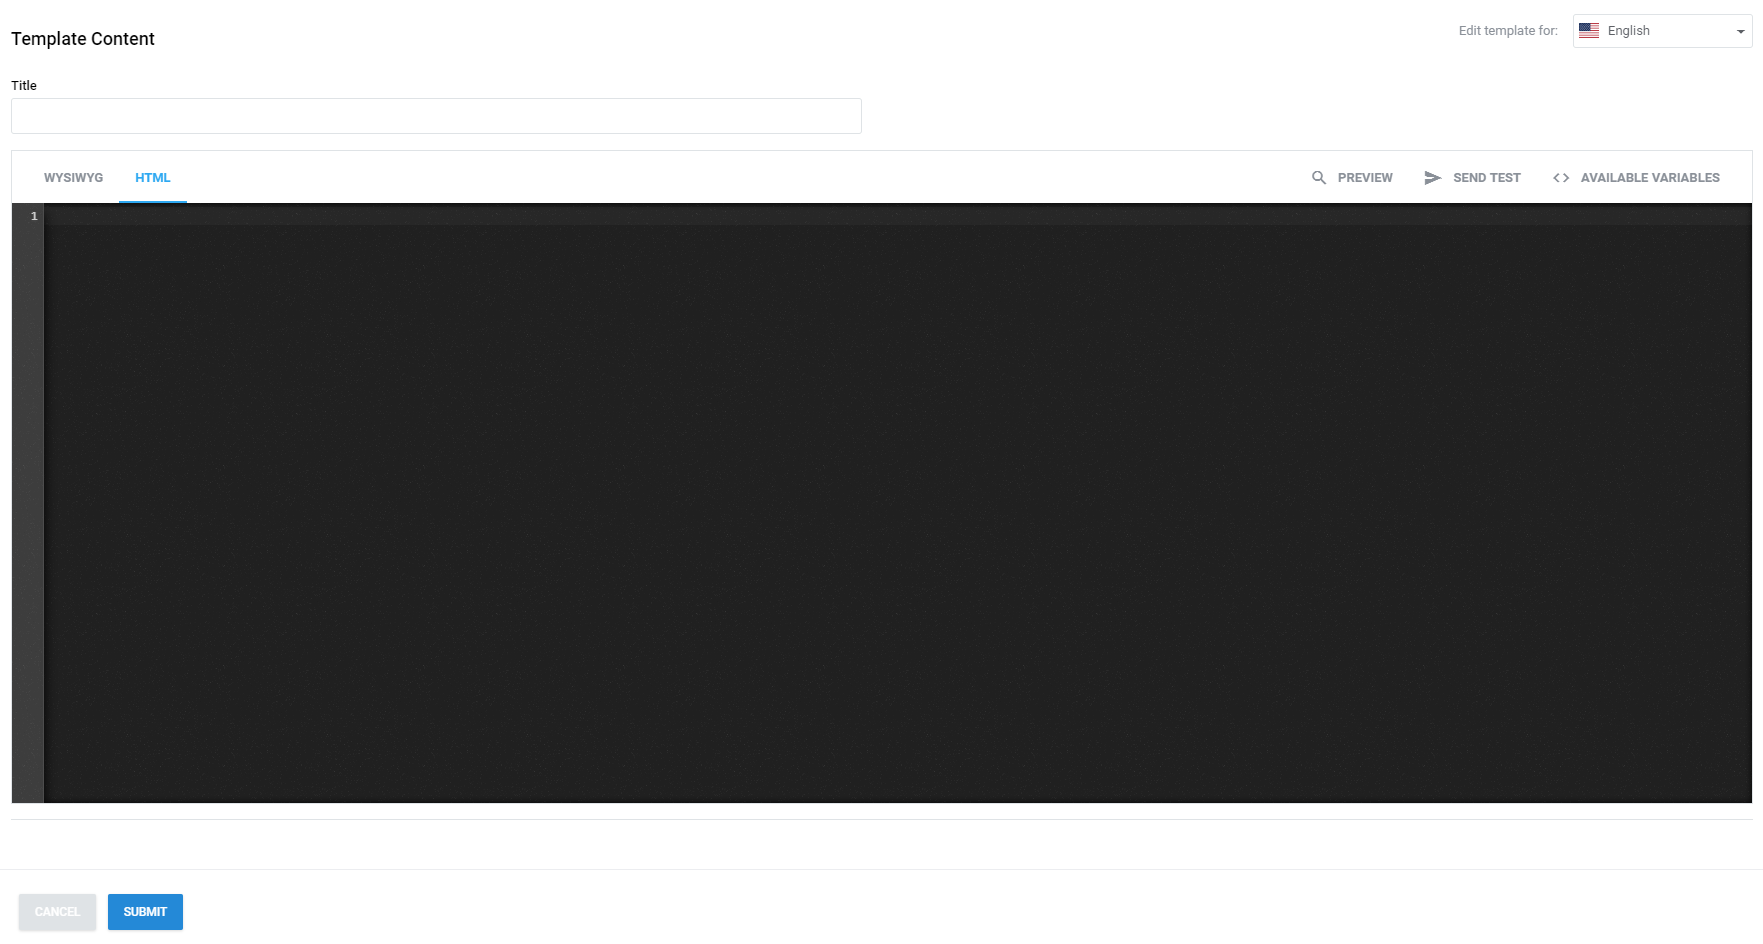 Template Content
Edit template for: English
Title
WYSIWYG HTML PREVIEW SEND TEST AVAILABLE VARIABLES
1
CANCEL SUBMIT